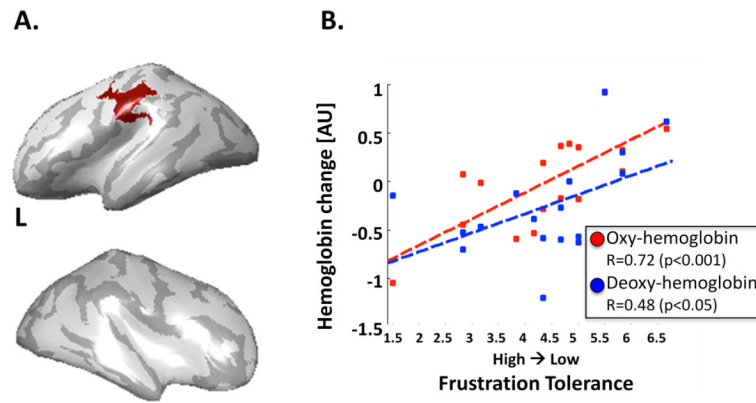 A.
B.
L
Hemoglobin change [AU]
1
0.5
0
-0.5
-1
-1.5
Oxy-hemoglobin
R=0.72 (p<0.001)
Deoxy-hemoglobin
R=0.48 (p<0.05)
1.5 2 2.5 3 3.5 4 4.5 5 5.5 6 6.5
High → Low
Frustration Tolerance